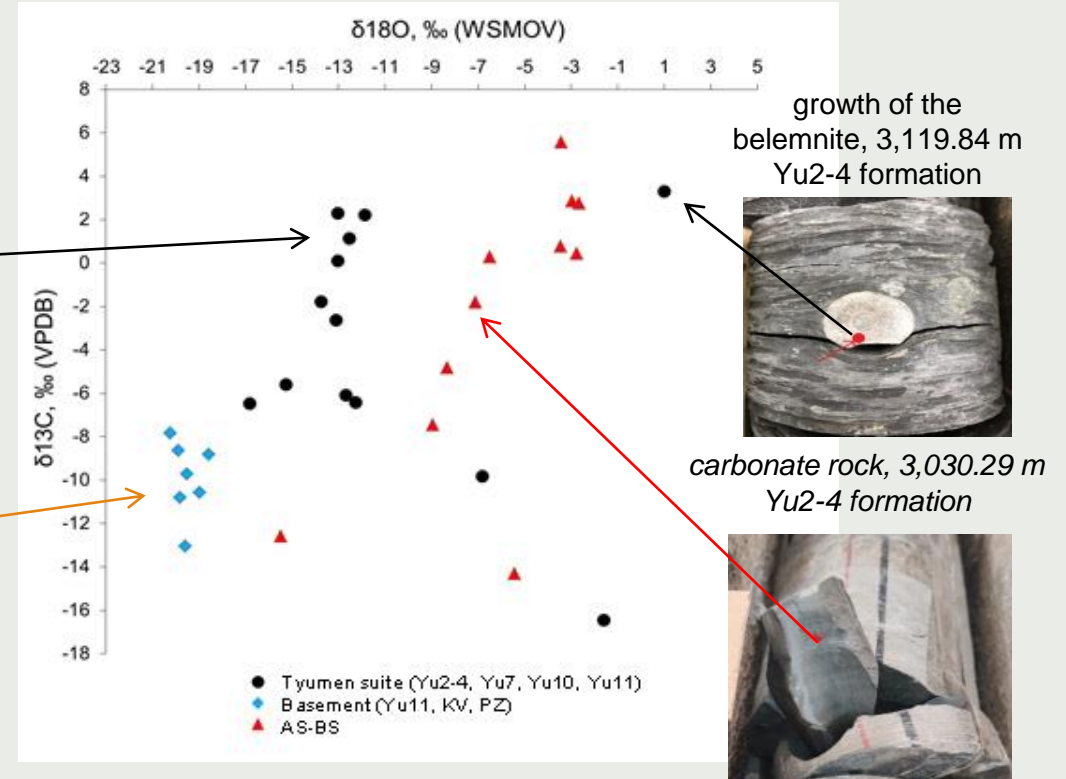 δ18O, ‰ (WSMOV)
-23 -21 -19 -17 -15 -13 -11 -9 -7 -5 -3 -1 1 3 5
8
6
4
2
0
-2
-4
-6
-8
-10
-12
-14
-16
-18
δ13C, ‰ (VPDB)
Tyumen suite (Yu2-4, Yu7, Yu10, Yu11)
Basement (Yu11, KV, PZ)
AS-BS
growth of the
belemnite, 3,119.84 m
Yu2-4 formation
carbonate rock, 3,030.29 m
Yu2-4 formation